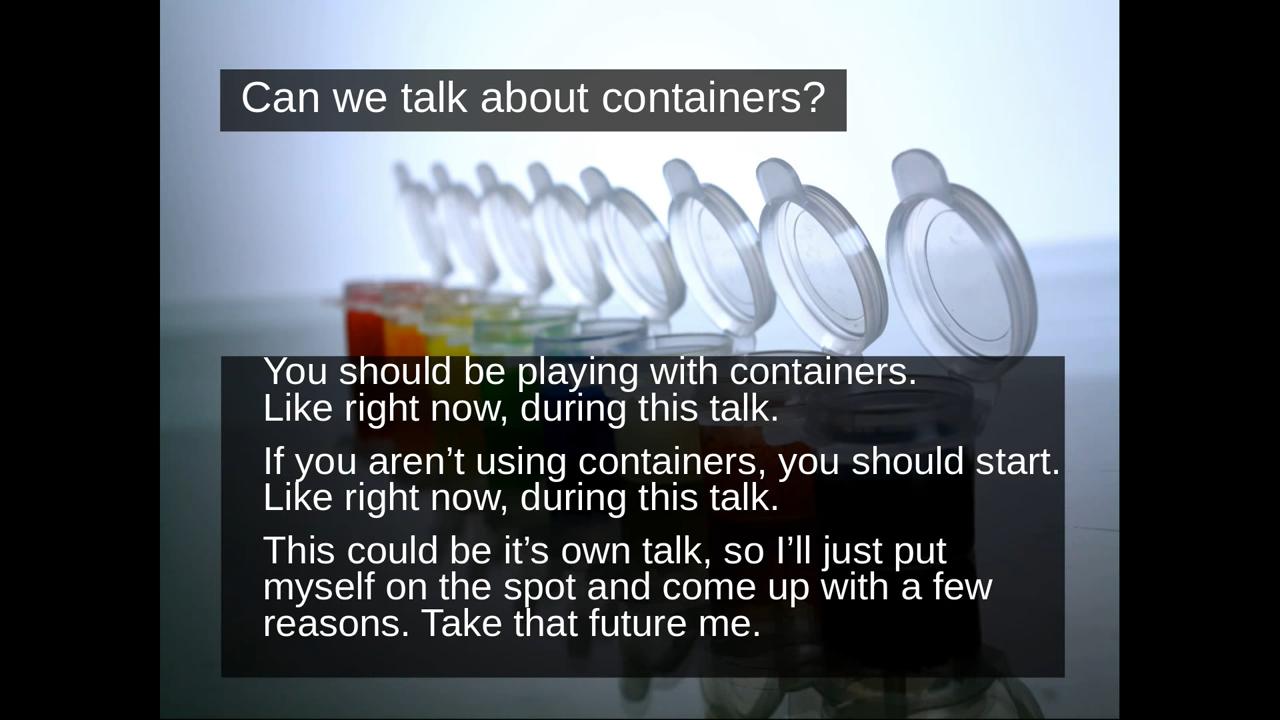 Can we talk about containers?
You should be playing with containers.
Like right now, during this talk.
If you aren’t using containers, you should start.
Like right now, during this talk.
This could be it’s own talk, so I’ll just put
myself on the spot and come up with a few
reasons. Take that future me.